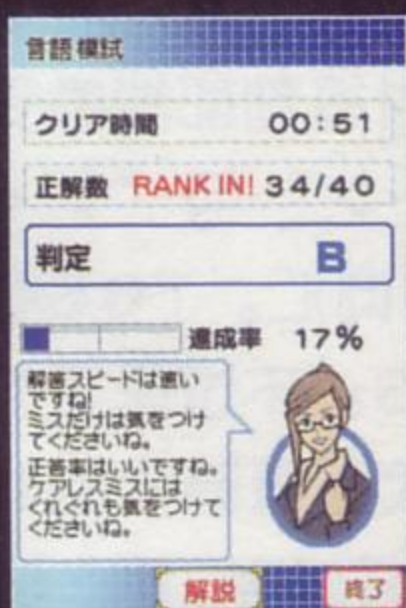 言語模試
クリア時間 00:51
正解数 RANK IN! 34/40
判定 B
達成率 17%
解答スピードは速い
ですね!
ミスだけは気をつけ
てくださいね。
正答率はいいですね。
ケアレスミスには
くれぐれも気をつけて
くださいね。
解説 終了